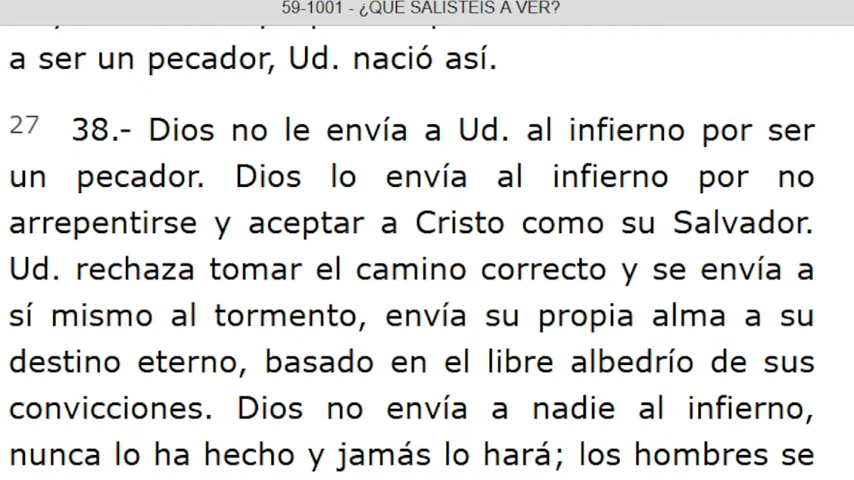 59-1001 - ¿QUE SALISTEIS A VER?
a ser un pecador, Ud. nació así.
27 38.- Dios no le envía a Ud. al infierno por ser
un pecador. Dios lo envía al infierno por no
arrepentirse y aceptar a Cristo como su Salvador.
Ud. rechaza tomar el camino correcto y se envía a
sí mismo al tormento, envía su propia alma a su
destino eterno, basado en el libre albedrío de sus
convicciones. Dios no envía a nadie al infierno,
nunca lo ha hecho y jamás lo hará; los hombres se